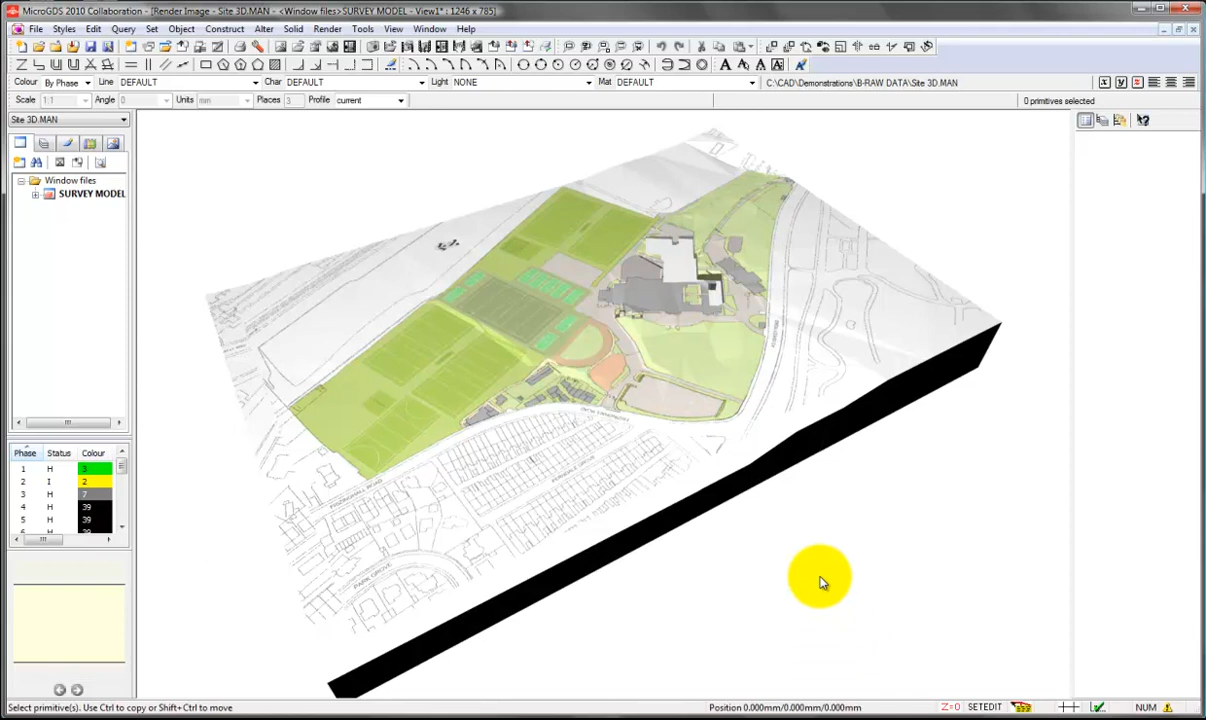 MicroGDS 2010 Collaboration - [Render Image - Site 3D.MAN - <Window files>SURVEY MODEL - View1* : 1246 x 785]
File Styles Edit Query Set Object Construct Alter Solid Render Tools View Window Help
Colour By Phase Line DEFAULT Char DEFAULT Light NONE Mat DEFAULT C:\CAD\Demonstrations\B-RAW DATA\Site 3D.MAN
Scale 1:1 Angle 0 Units mm Places 3 Profile current 0 primitives selected
Site 3D.MAN
Window files
SURVEY MODEL
Phase Status Colour
1 H 3
2 I 2
3 H 7
4 H 39
5 H 39
6 H 39
PARK GROVE
Select primitive(s). Use Ctrl to copy or Shift+Ctrl to move Position 0.000mm/0.000mm/0.000mm Z=0 SETEDIT NUM